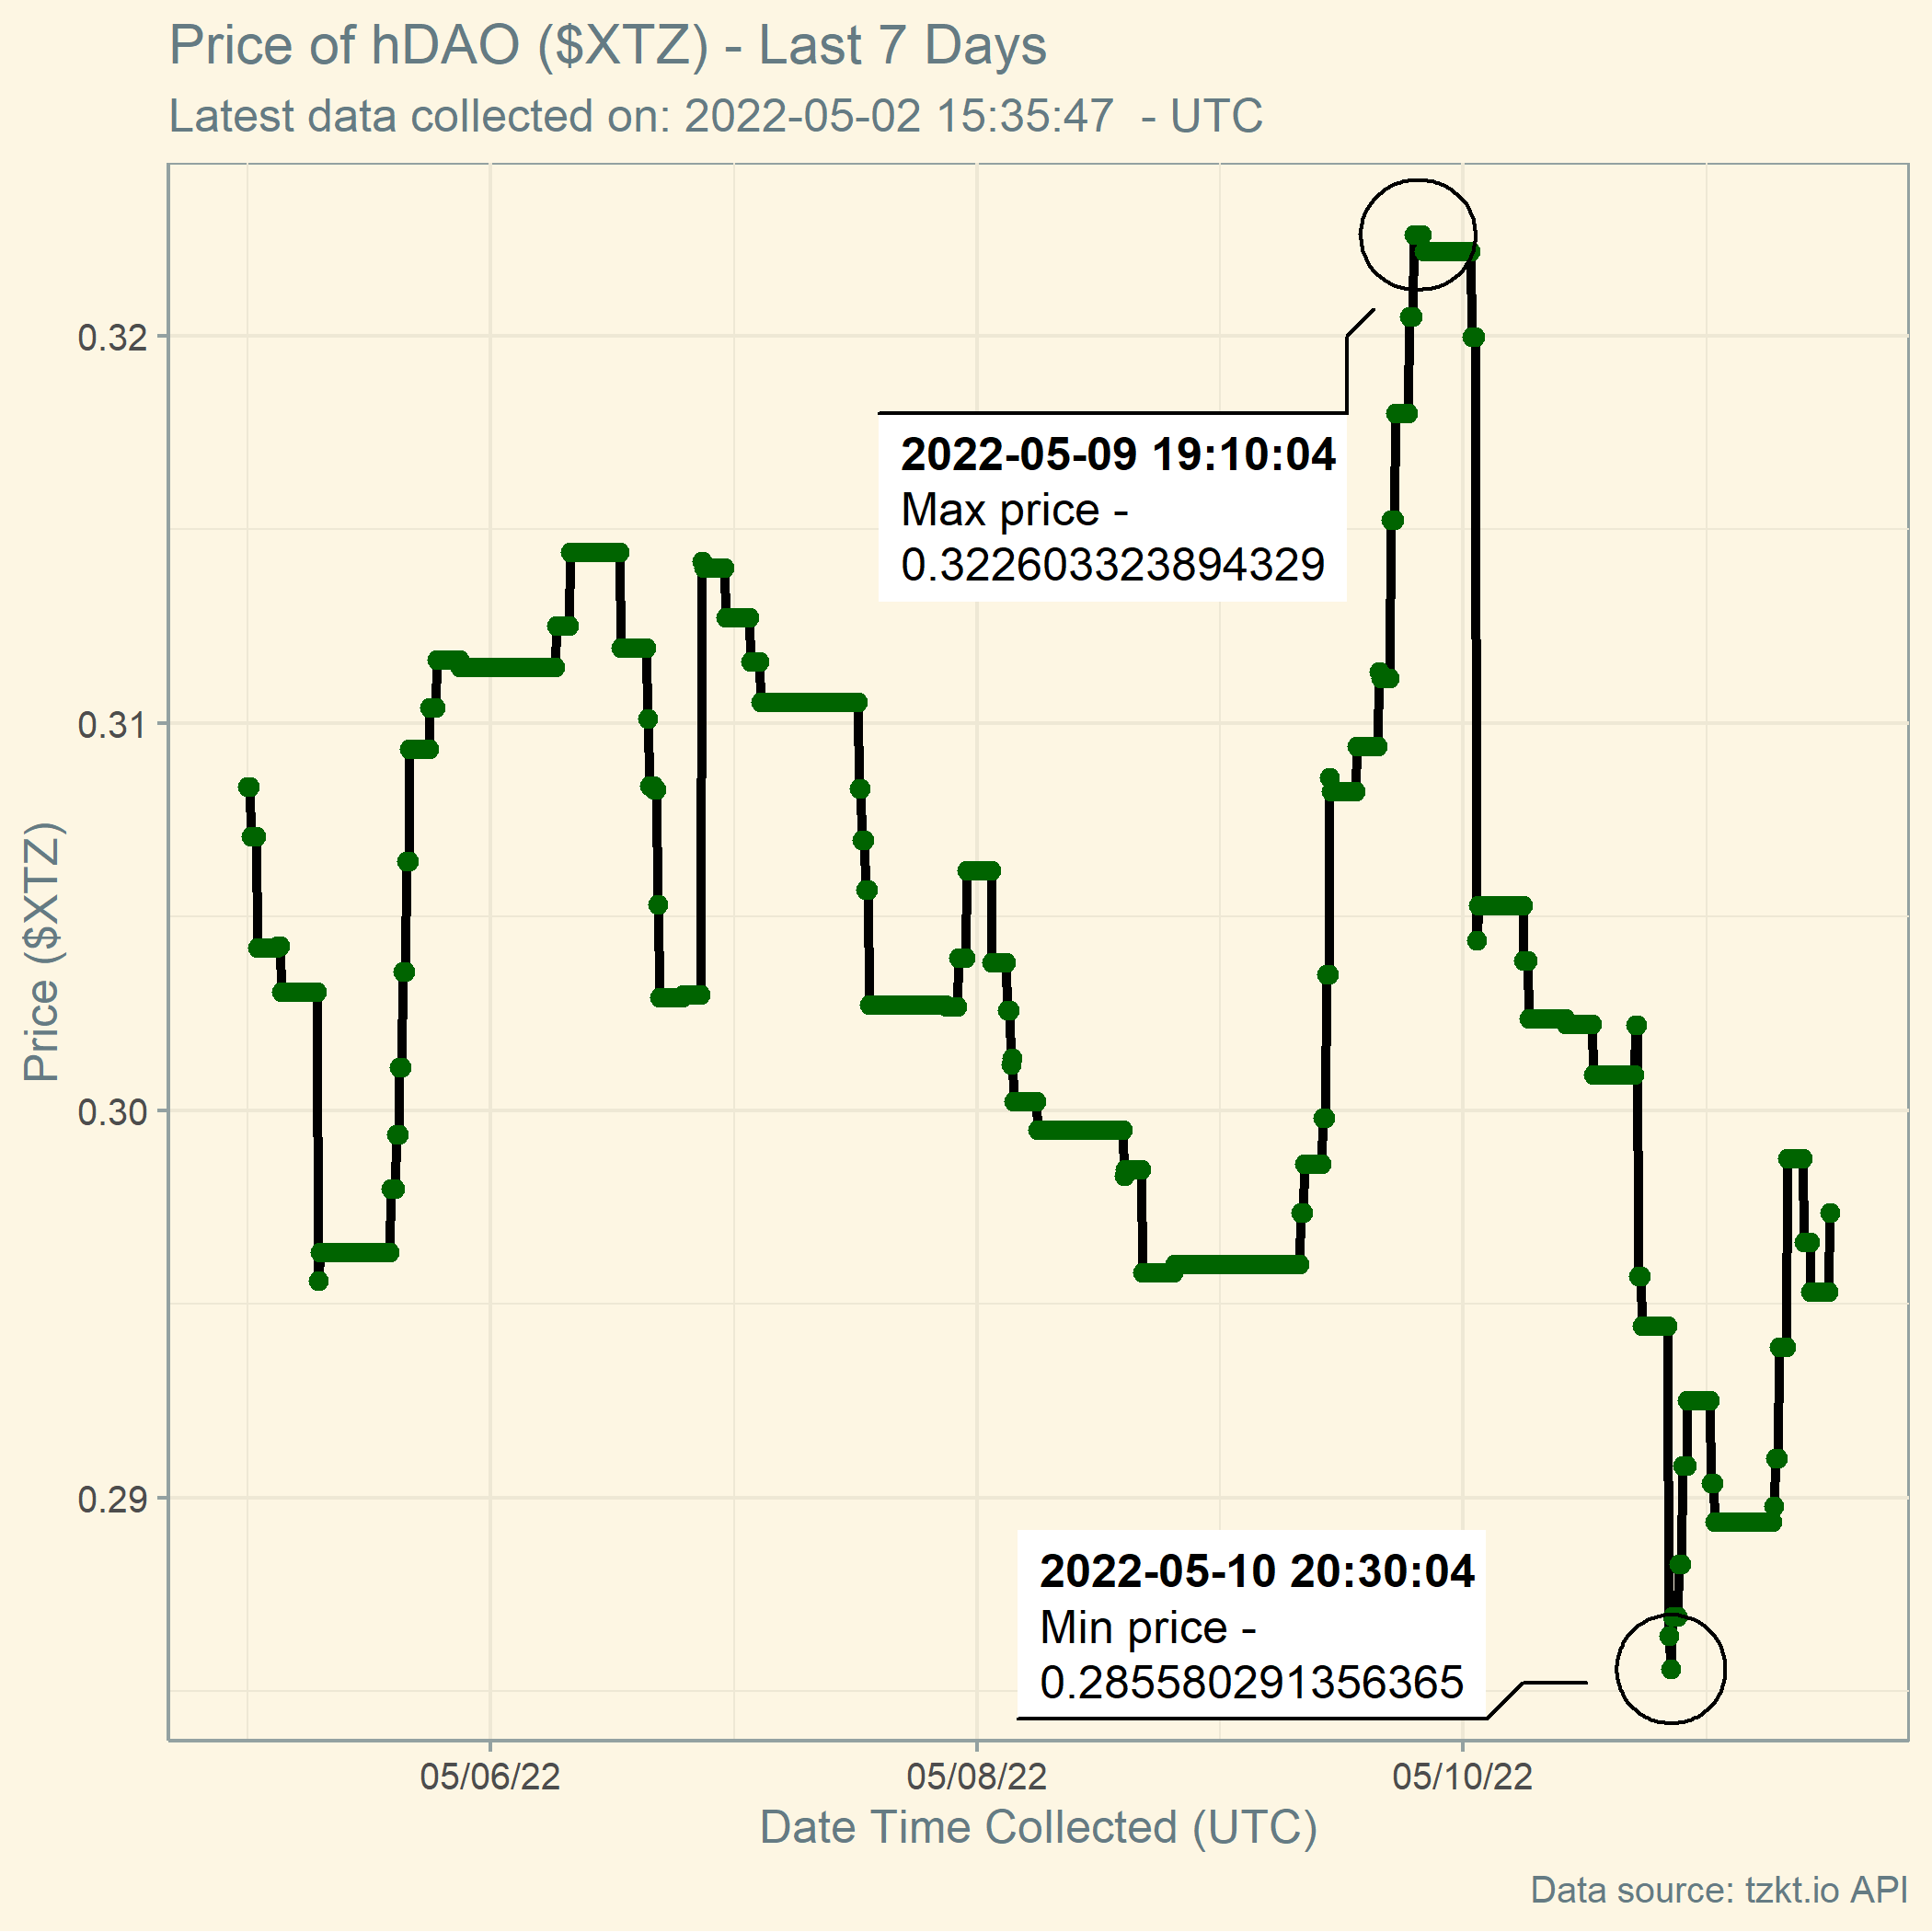 Price of hDAO ($XTZ) - Last 7 Days
Latest data collected on: 2022-05-02 15:35:47  - UTC
0.32
2022-05-09 19:10:04
Max price -
0.322603323894329
0.31
Price ($XTZ)
0.30
0.29
2022-05-10 20:30:04
Min price -
0.285580291356365
05/06/22
05/08/22
05/10/22
Date Time Collected (UTC)
Data source: tzkt.io API